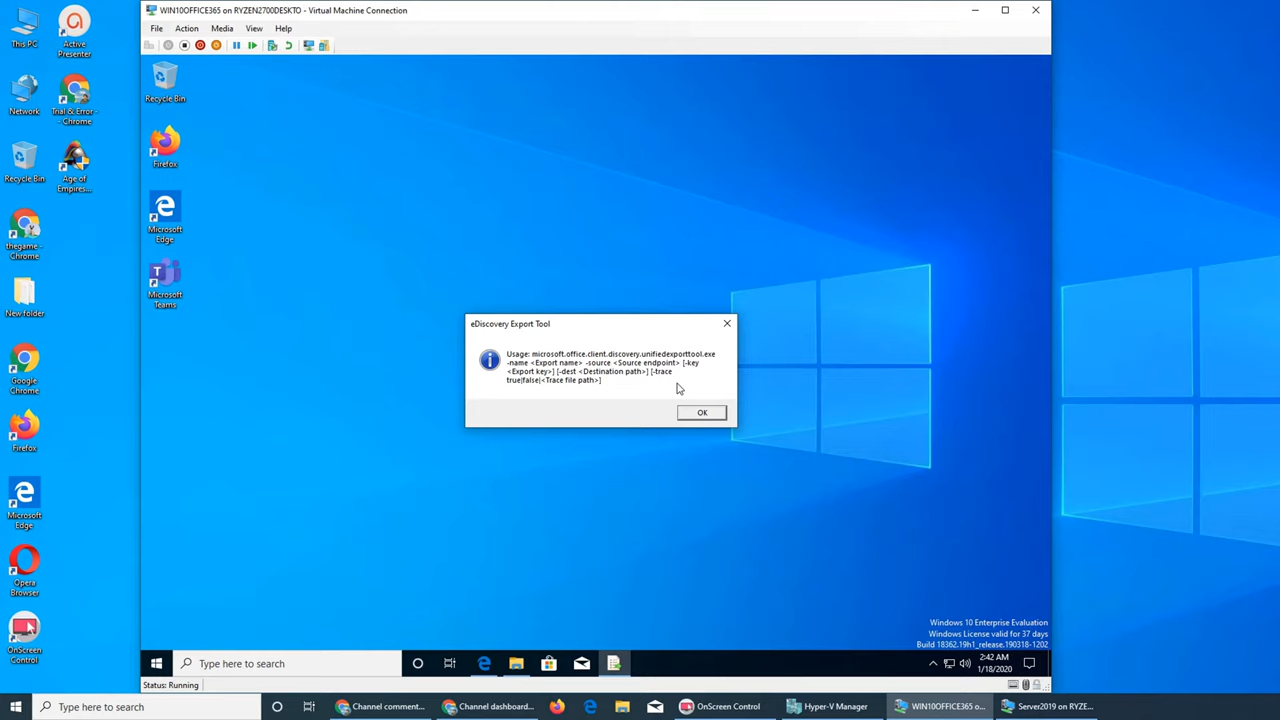 WIN10OFFICE365 on RYZEN2700DESKTO - Virtual Machine Connection
File Action Media View Help
This PC
Active
Presenter
Network
Trial & Error -
- Chrome
Recycle Bin
Age of
Empires...
thegame -
Chrome
New folder
Google
Chrome
Firefox
Microsoft
Edge
Opera
Browser
OnScreen
Control
Recycle Bin
Firefox
Microsoft
Edge
Microsoft
Teams
eDiscovery Export Tool
Usage: microsoft.office.client.discovery.unifiedexporttool.exe
-name <Export name> -source <Source endpoint> [-key
<Export key>] [-dest <Destination path>] [-trace
true|false|<Trace file path>]
OK
Windows 10 Enterprise Evaluation
Windows License valid for 37 days
Build 18362.19h1_release.190318-1202
Type here to search
2:42 AM
1/18/2020
Status: Running
Type here to search
Channel comment...
Channel dashboard...
OnScreen Control
Hyper-V Manager
WIN10OFFICE365 o...
Server2019 on RYZE...